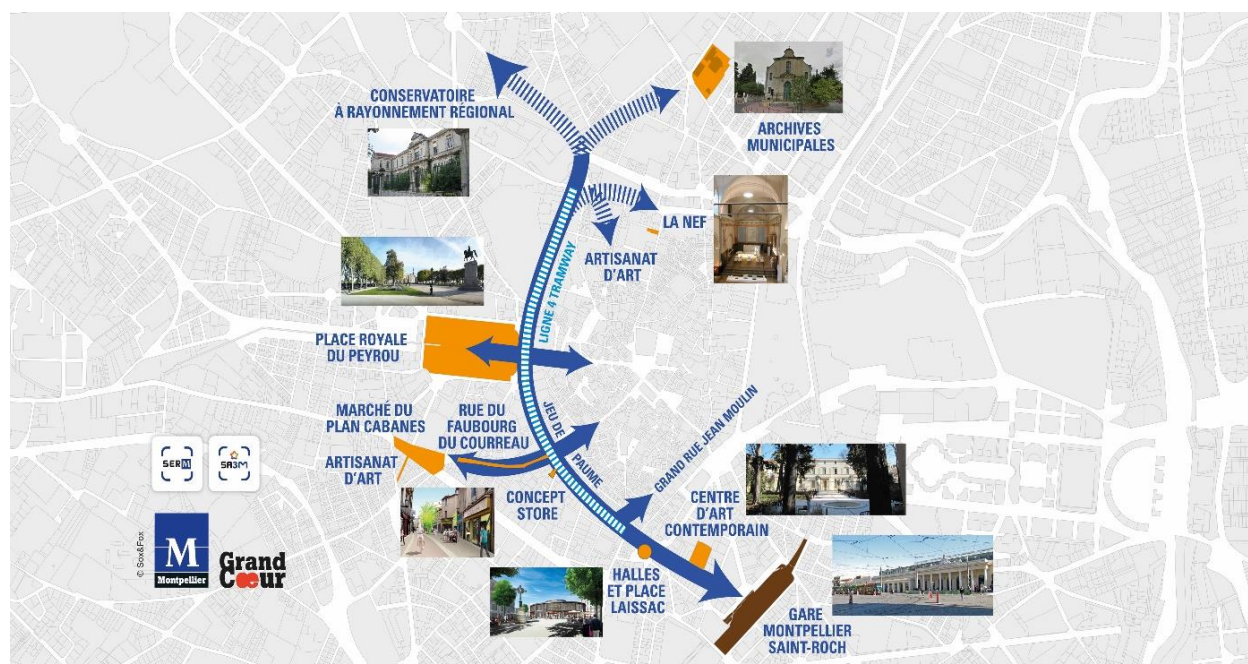 CONSERVATOIRE
À RAYONNEMENT RÉGIONAL
ARCHIVES
MUNICIPALES
LA NEF
ARTISANAT
D'ART
LIGNE 4 TRAMWAY
PLACE ROYALE
DU PEYROU
MARCHÉ DU
PLAN CABANES
RUE DU
FAUBOURG
DU COURREAU
JEU DE
PAUME
GRAND RUE JEAN MOULIN
ARTISANAT
D'ART
CONCEPT
STORE
CENTRE
D'ART
CONTEMPORAIN
HALLES
ET PLACE
LAISSAC
GARE
MONTPELLIER
SAINT-ROCH
SERM
SA3M
© Sox&Fox
M
Montpellier
Grand
Cœur